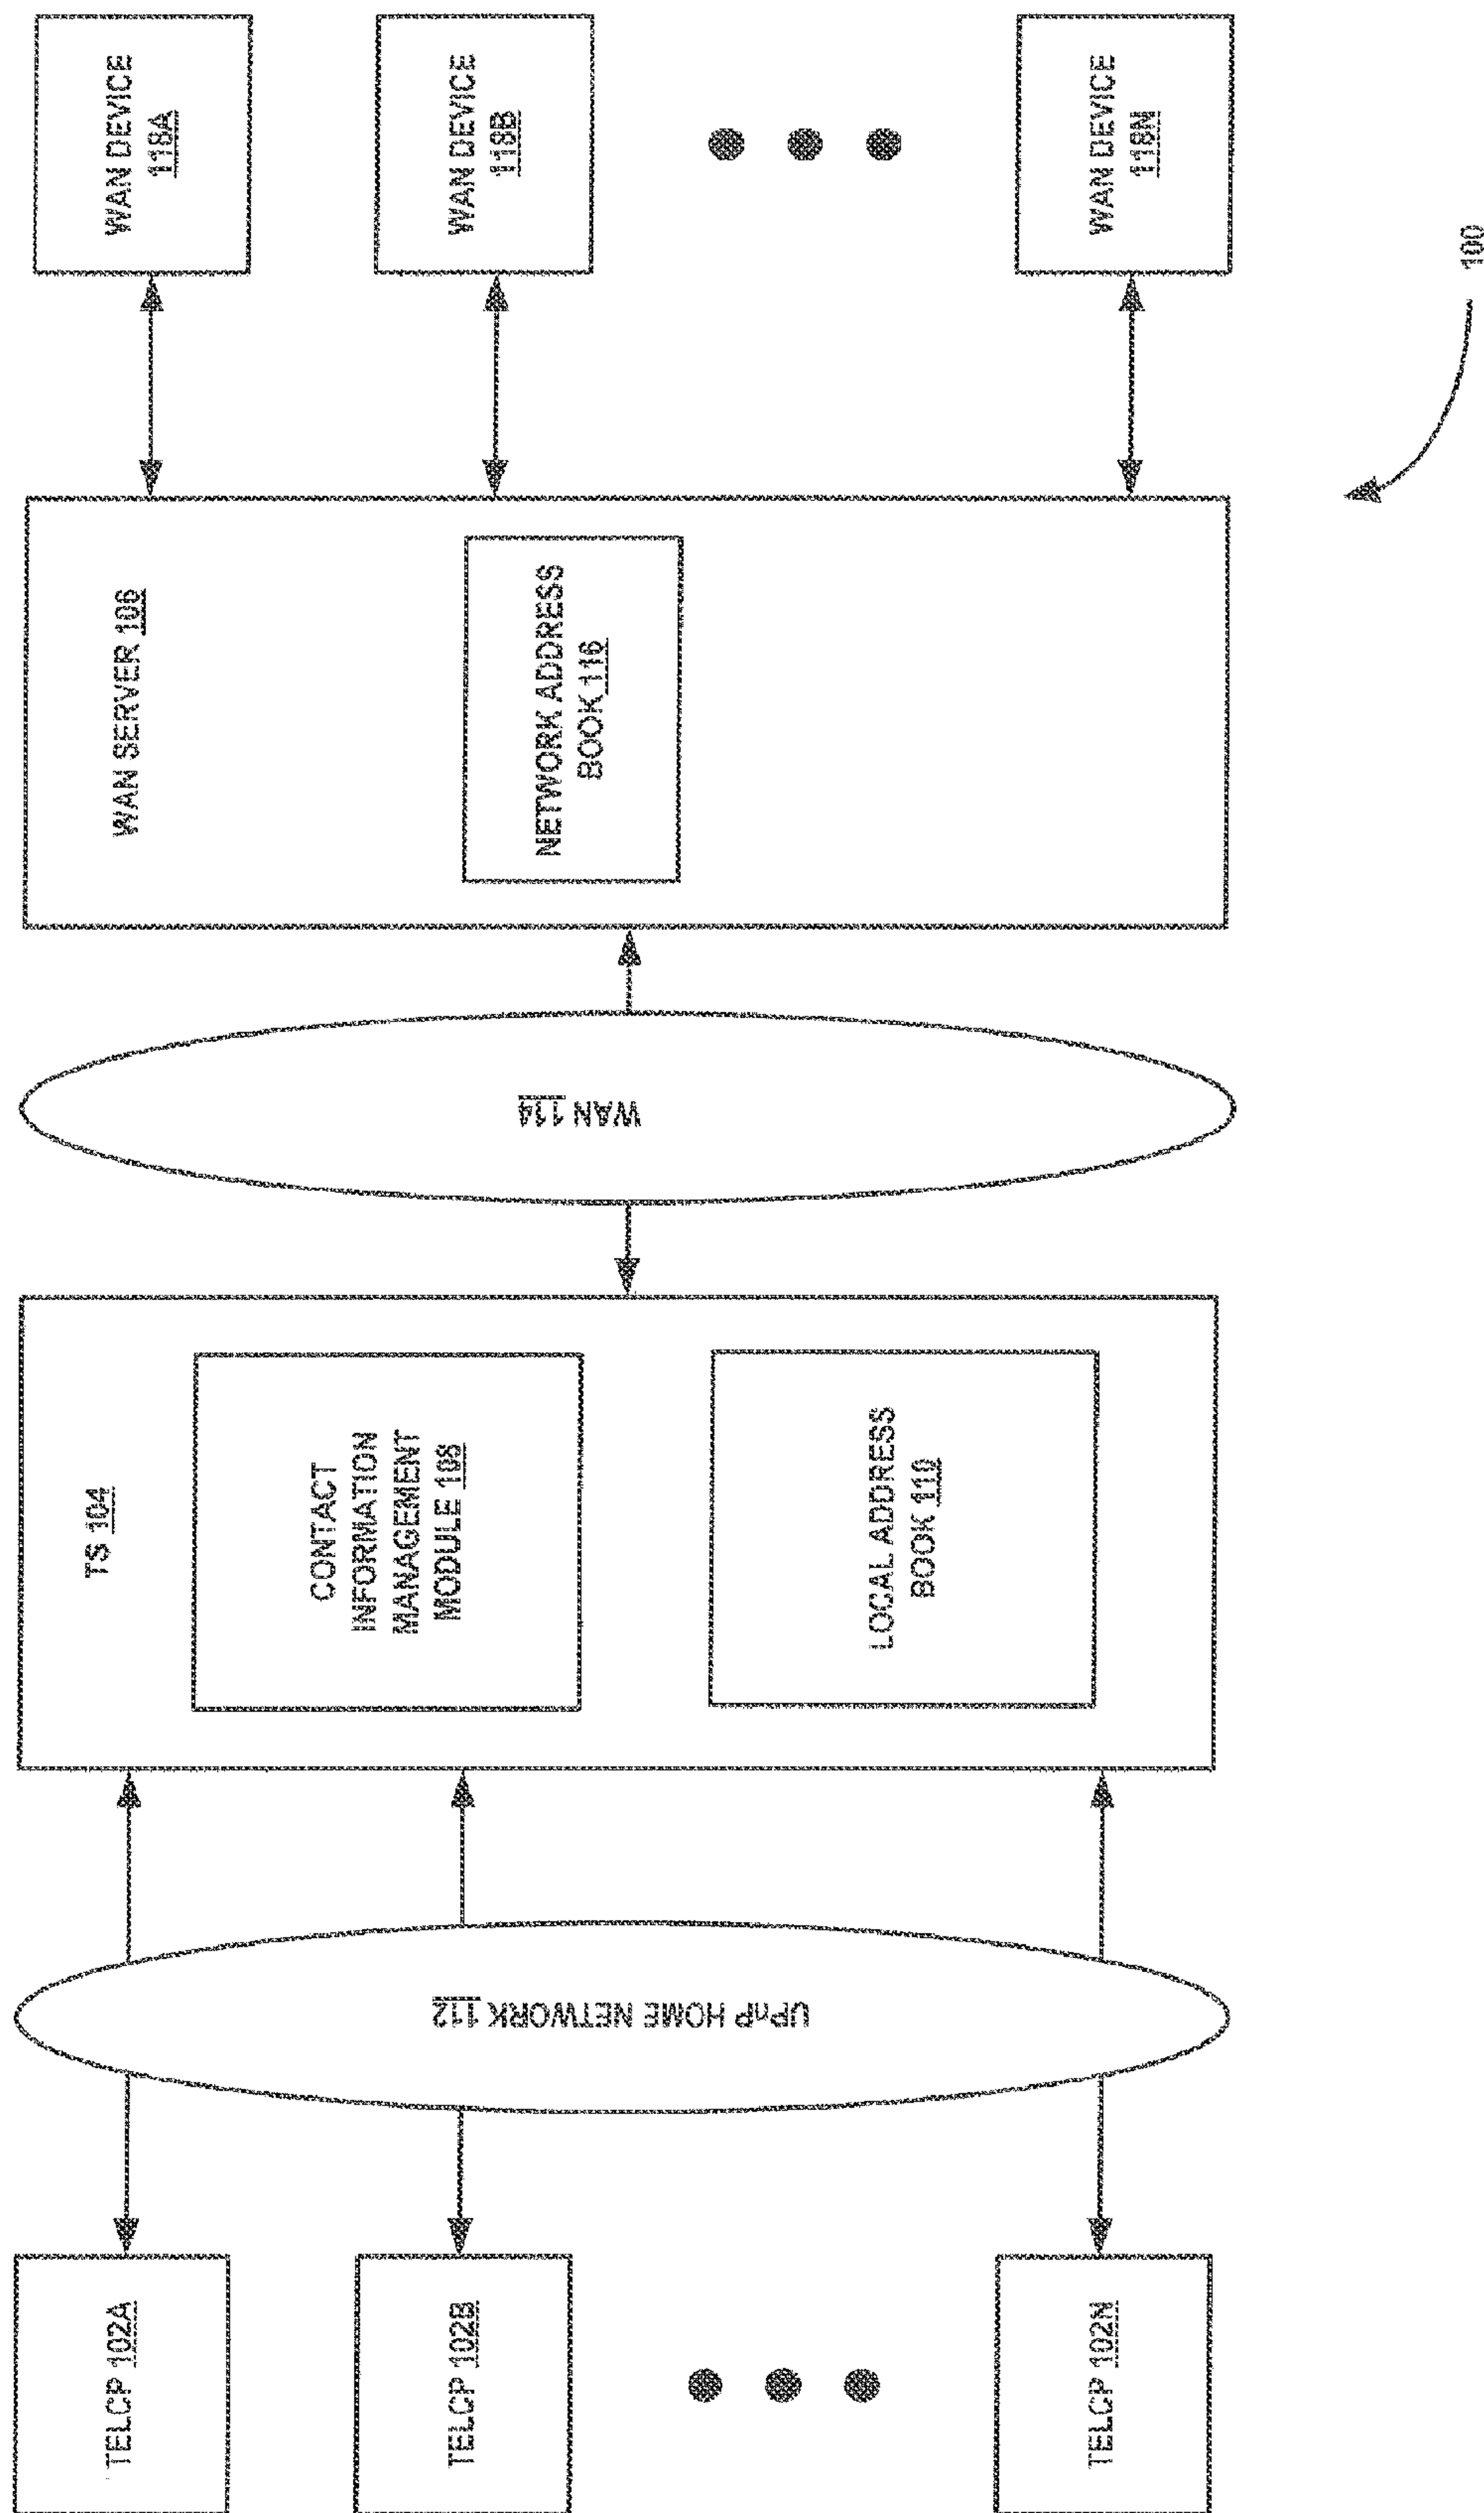 TELCP 102A
TELCP 102B
TELCP 102N
UPnP HOME NETWORK 112
TS 104
CONTACT
INFORMATION
MANAGEMENT
MODULE 108
LOCAL ADDRESS
BOOK 110
WAN 114
WAN SERVER 106
NETWORK ADDRESS
BOOK 116
WAN DEVICE
118A
WAN DEVICE
118B
WAN DEVICE
118N
100